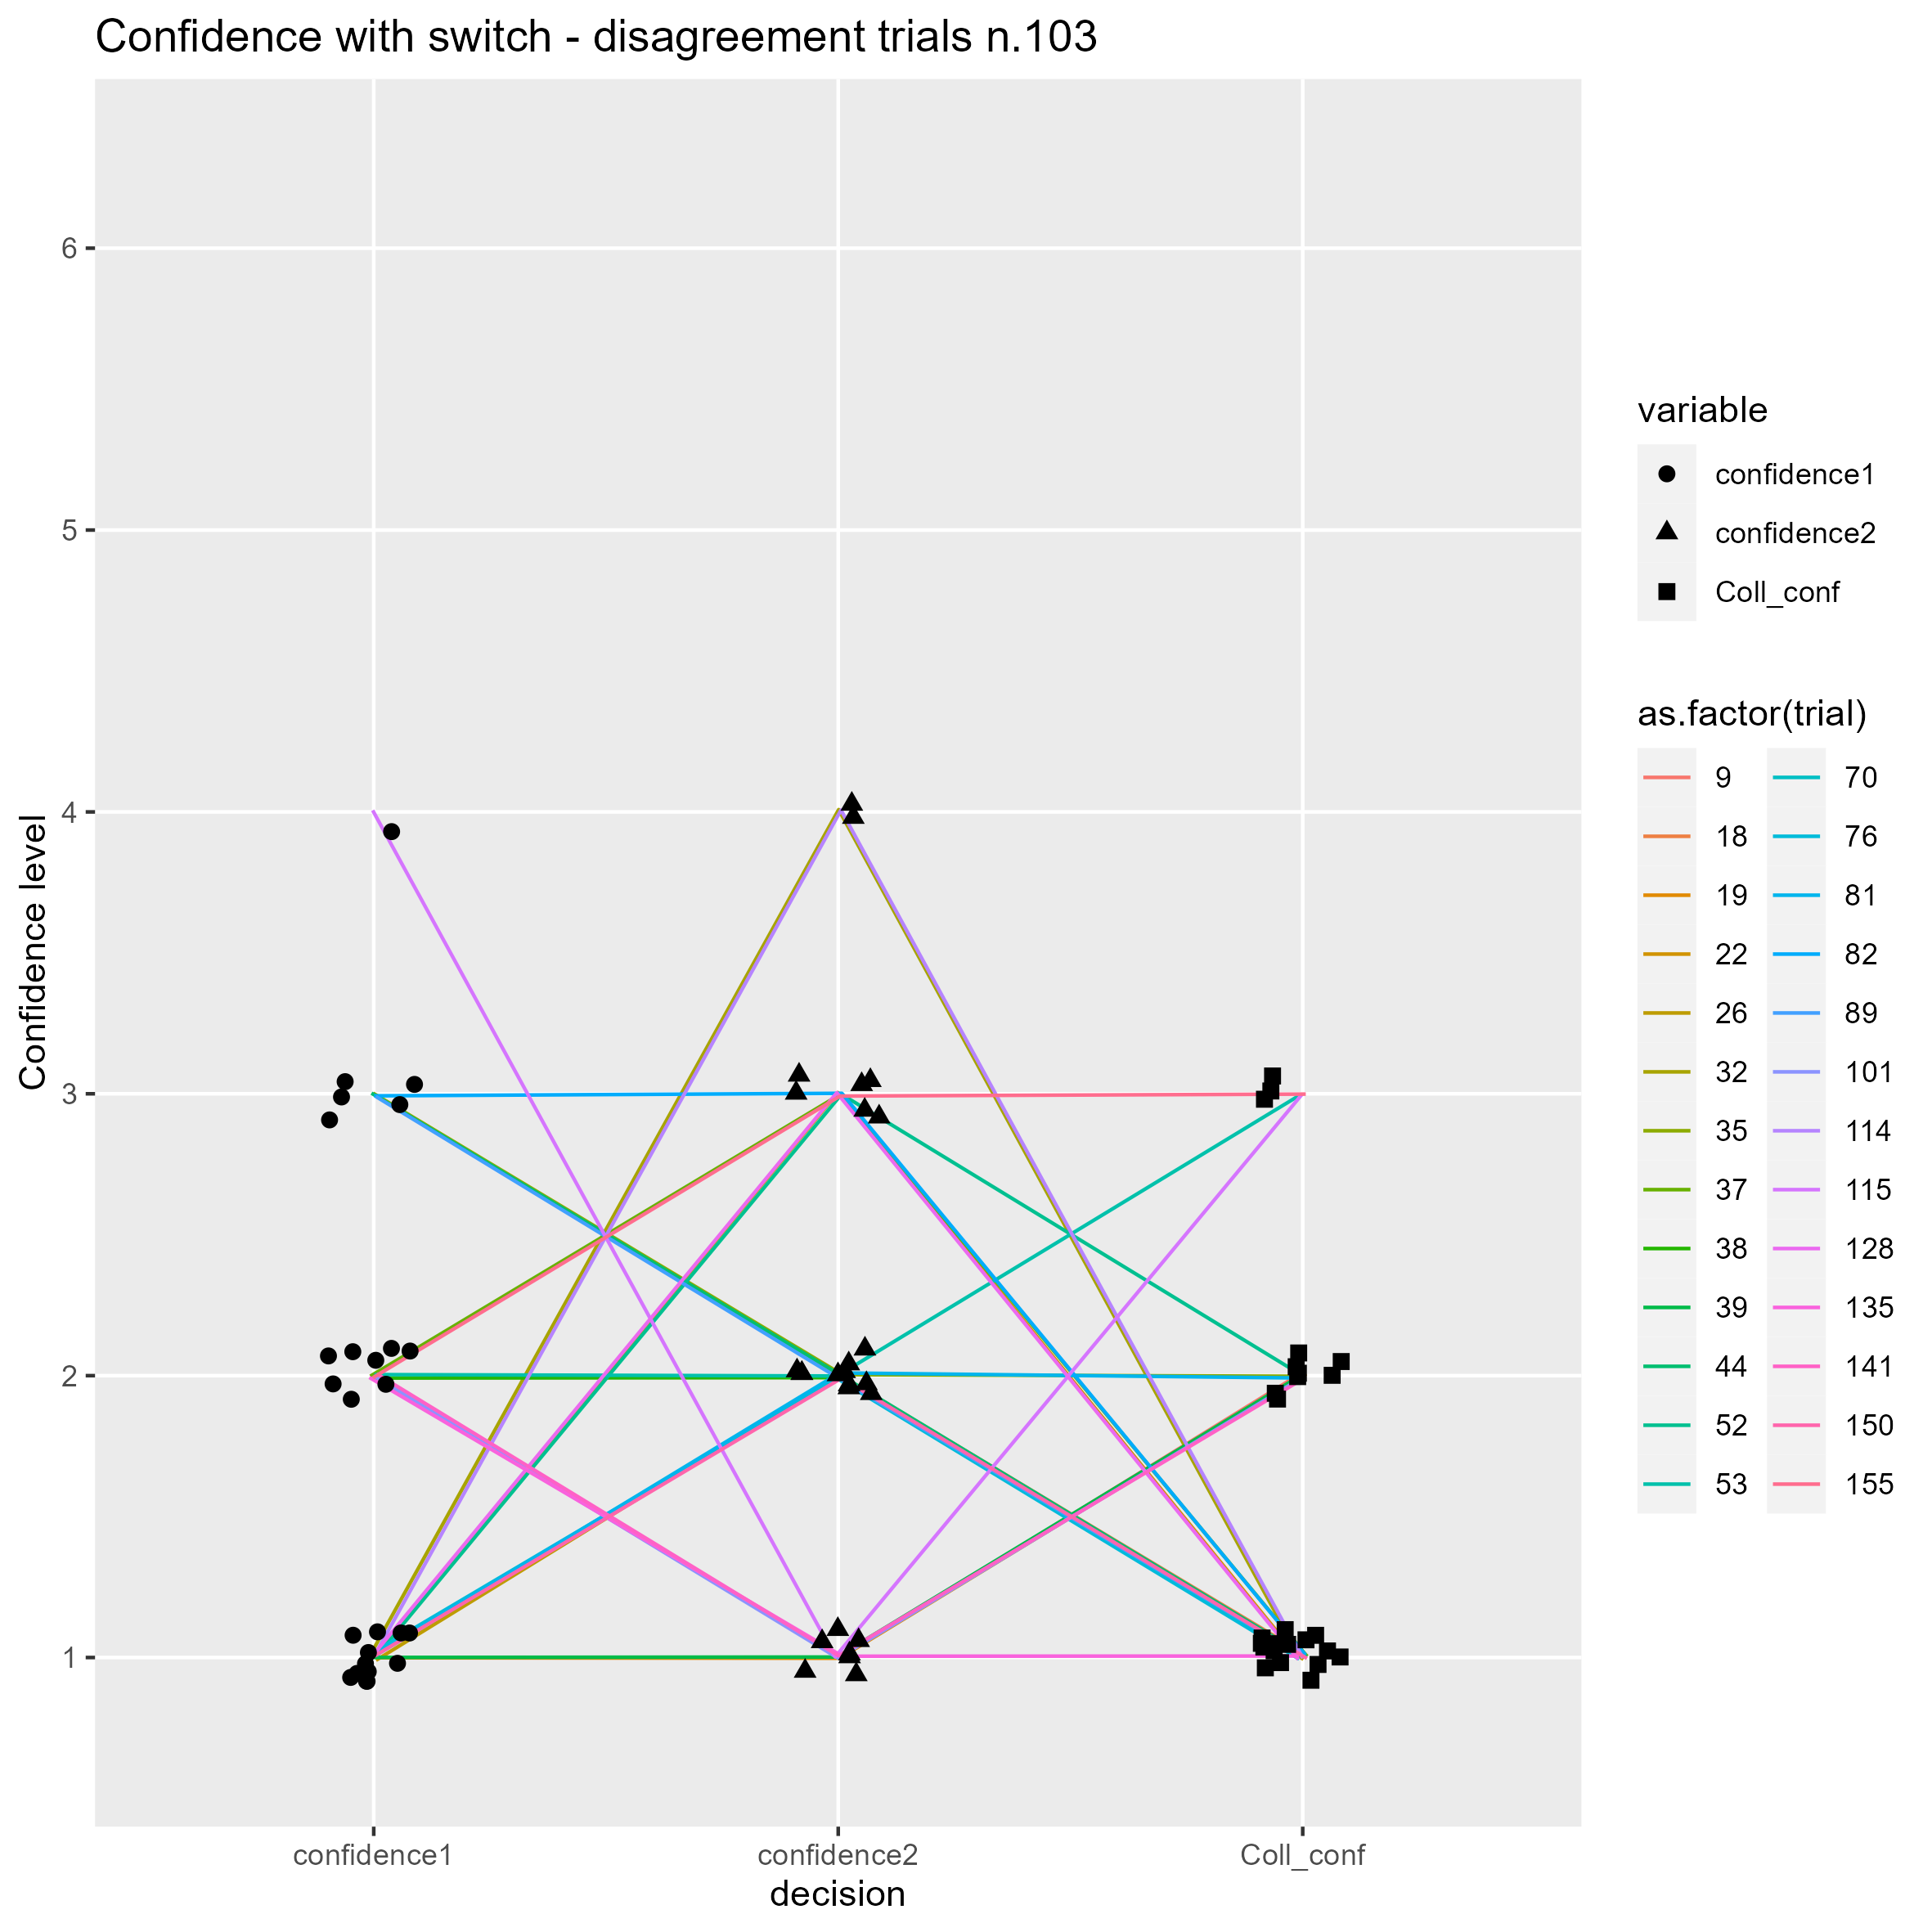 Confidence with switch - disagreement trials n.103
Confidence level
6
5
4
3
2
1
confidence1
confidence2
Coll_conf
decision
variable
confidence1
confidence2
Coll_conf
as.factor(trial)
9 70
18 76
19 81
22 82
26 89
32 101
35 114
37 115
38 128
39 135
44 141
52 150
53 155